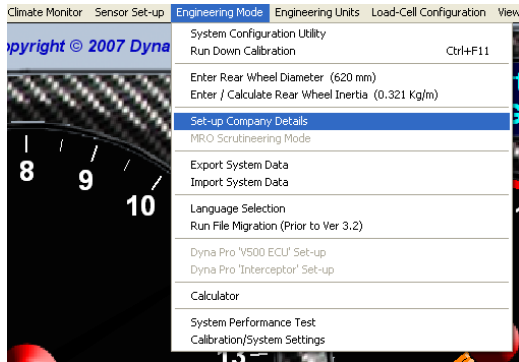 Climate Monitor Sensor Set-up Engineering Mode Engineering Units Load-Cell Configuration View
opyright © 2007 Dyna
System Configuration Utility
Run Down Calibration Ctrl+F11
Enter Rear Wheel Diameter (620 mm)
Enter / Calculate Rear Wheel Inertia (0.321 Kg/m)
Set-up Company Details
MRO Scrutineering Mode
Export System Data
Import System Data
Language Selection
Run File Migration (Prior to Ver 3.2)
Dyna Pro 'V500 ECU' Set-up
Dyna Pro 'Interceptor' Set-up
Calculator
System Performance Test
Calibration/System Settings
8
9
10
13